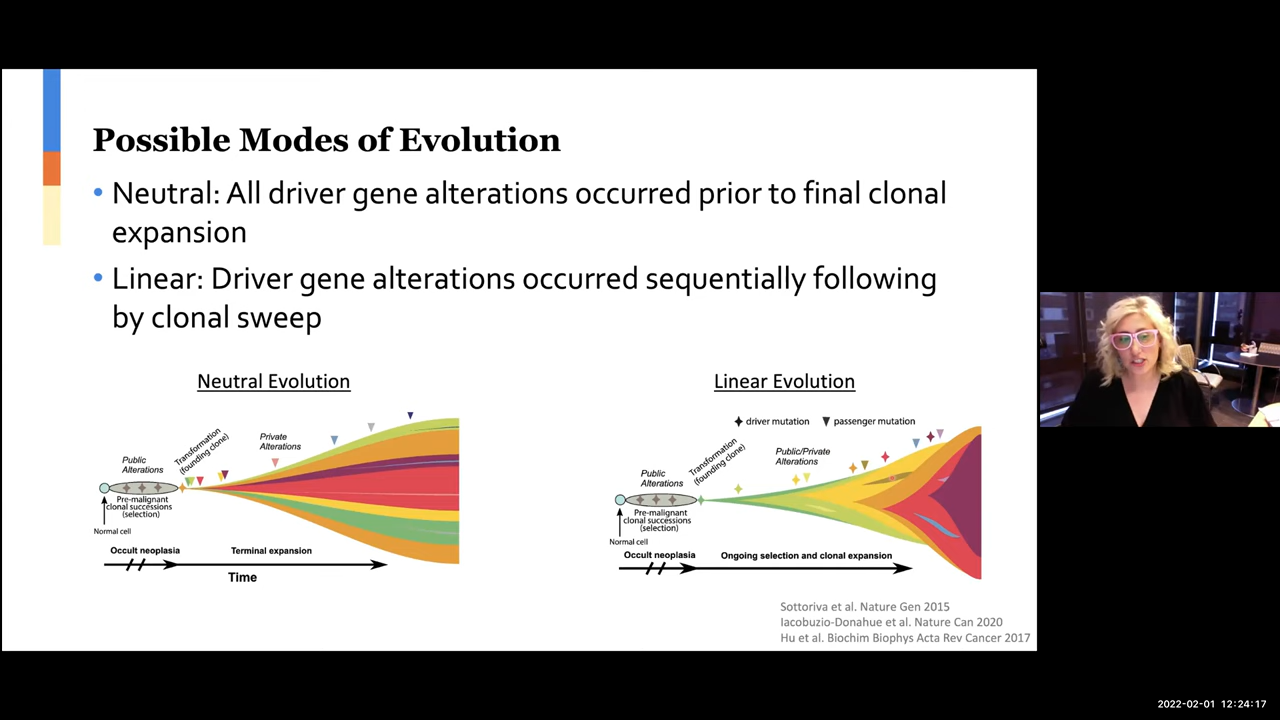 Possible Modes of Evolution
• Neutral: All driver gene alterations occurred prior to final clonal
expansion
• Linear: Driver gene alterations occurred sequentially following
by clonal sweep
Neutral Evolution
Public
Alterations
Transformation
(founding clone)
Private
Alterations
Pre-malignant
clonal successions
(selection)
Normal cell
Occult neoplasia
Terminal expansion
Time
Linear Evolution
driver mutation
passenger mutation
Public
Alterations
Transformation
(founding clone)
Public/Private
Alterations
Pre-malignant
clonal successions
(selection)
Normal cell
Occult neoplasia
Ongoing selection and clonal expansion
Sottoriva et al. Nature Gen 2015
Iacobuzio-Donahue et al. Nature Can 2020
Hu et al. Biochim Biophys Acta Rev Cancer 2017
2022-02-01 12:24:17